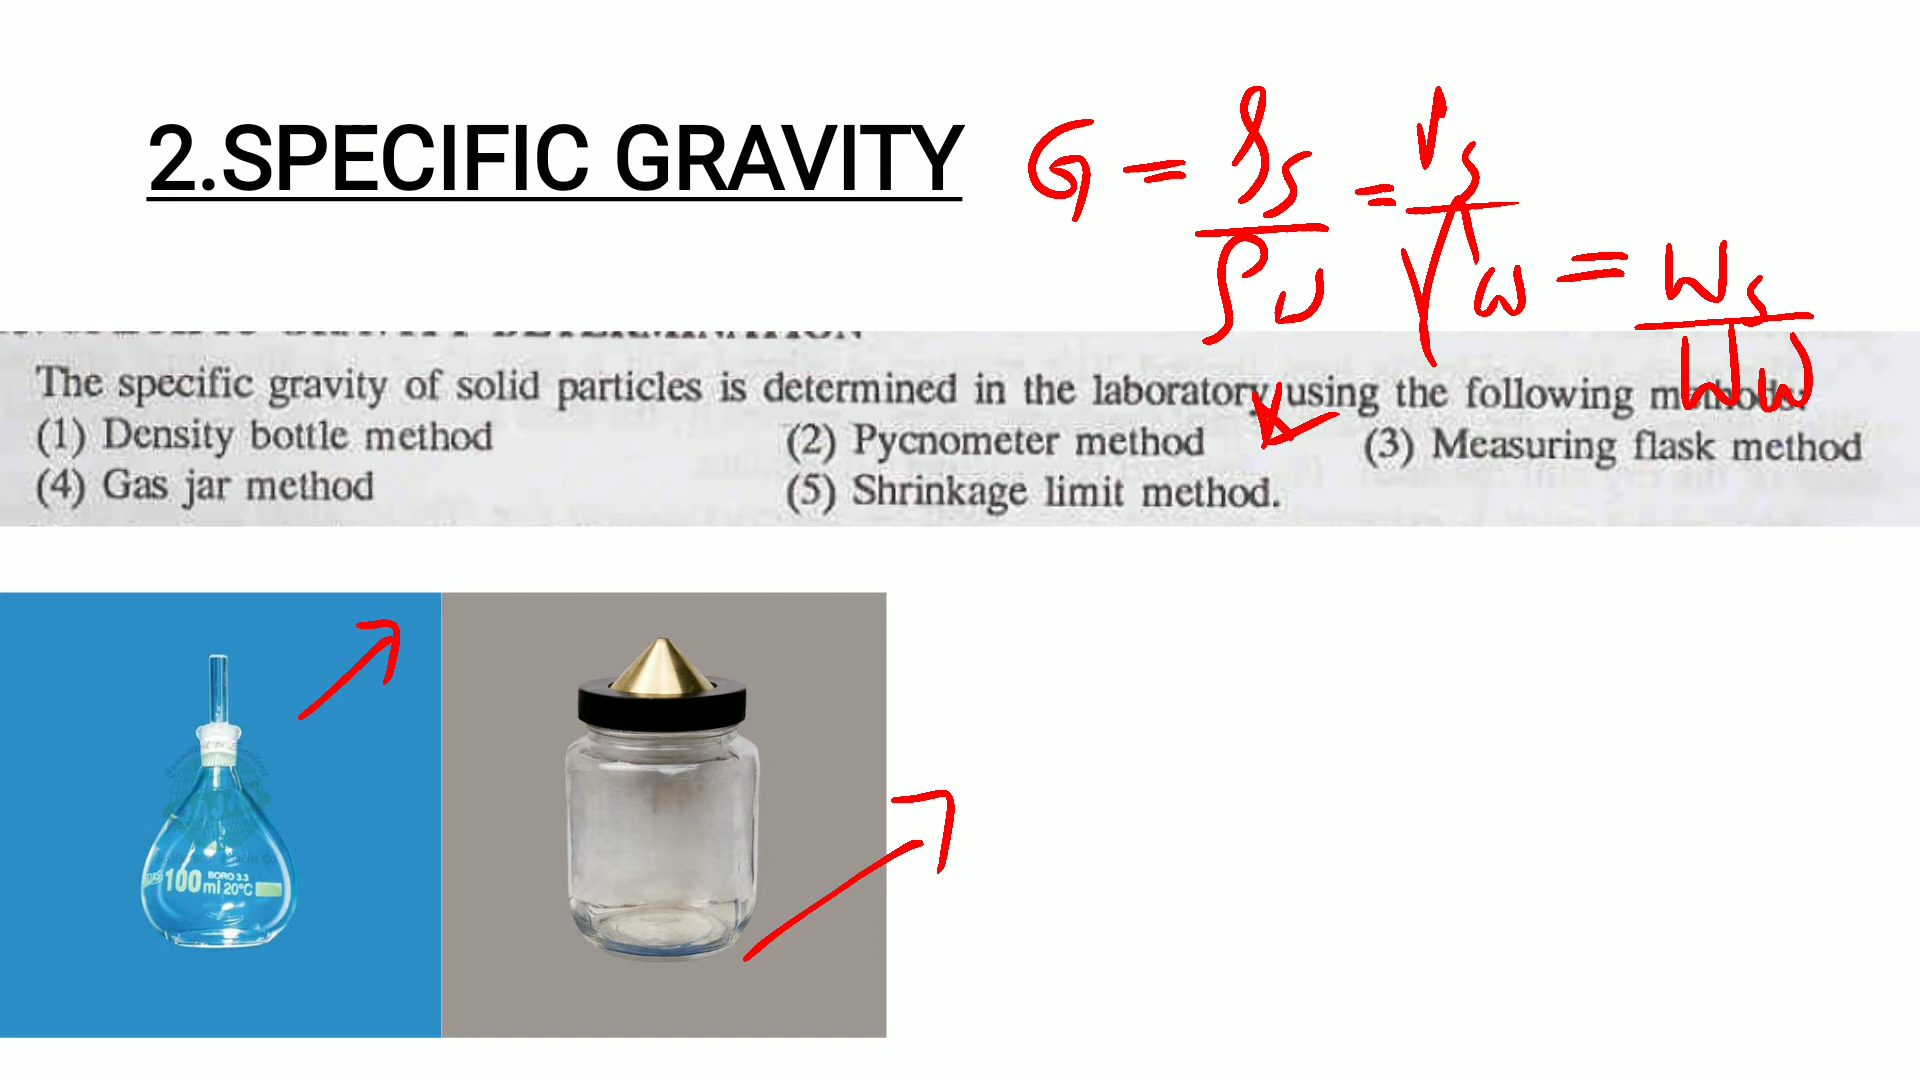 2.SPECIFIC GRAVITY
G = ρs/ρw = γs/γw = Ws/Ww
The specific gravity of solid particles is determined in the laboratory using the following methods:
(1) Density bottle method (2) Pycnometer method (3) Measuring flask method
(4) Gas jar method (5) Shrinkage limit method.
100 ml BORO 3.3 20°C